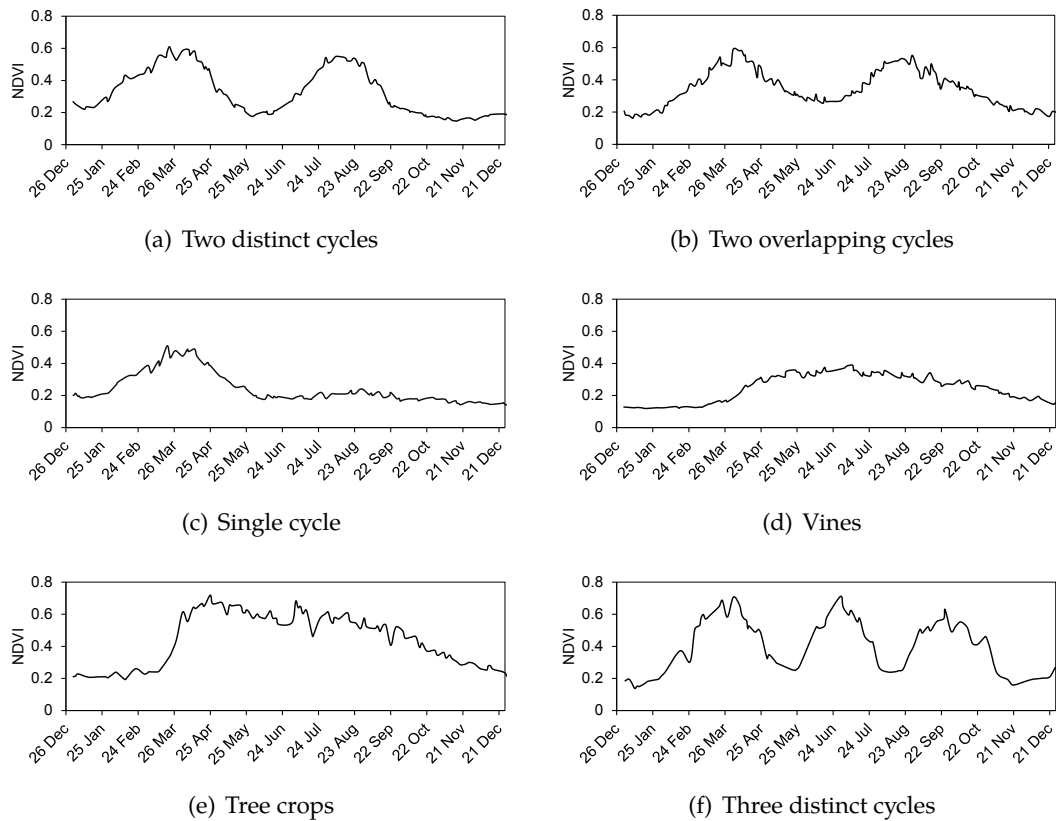 0.8
0.6
0.4
0.2
0
NDVI
26 Dec
25 Jan
24 Feb
26 Mar
25 Apr
25 May
24 Jun
24 Jul
23 Aug
22 Sep
22 Oct
21 Nov
21 Dec
(a) Two distinct cycles
0.8
0.6
0.4
0.2
0
NDVI
26 Dec
25 Jan
24 Feb
26 Mar
25 Apr
25 May
24 Jun
24 Jul
23 Aug
22 Sep
22 Oct
21 Nov
21 Dec
(b) Two overlapping cycles
0.8
0.6
0.4
0.2
0
NDVI
26 Dec
25 Jan
24 Feb
26 Mar
25 Apr
25 May
24 Jun
24 Jul
23 Aug
22 Sep
22 Oct
21 Nov
21 Dec
(c) Single cycle
0.8
0.6
0.4
0.2
0
NDVI
26 Dec
25 Jan
24 Feb
26 Mar
25 Apr
25 May
24 Jun
24 Jul
23 Aug
22 Sep
22 Oct
21 Nov
21 Dec
(d) Vines
0.8
0.6
0.4
0.2
0
NDVI
26 Dec
25 Jan
24 Feb
26 Mar
25 Apr
25 May
24 Jun
24 Jul
23 Aug
22 Sep
22 Oct
21 Nov
21 Dec
(e) Tree crops
0.8
0.6
0.4
0.2
0
NDVI
26 Dec
25 Jan
24 Feb
26 Mar
25 Apr
25 May
24 Jun
24 Jul
23 Aug
22 Sep
22 Oct
21 Nov
21 Dec
(f) Three distinct cycles